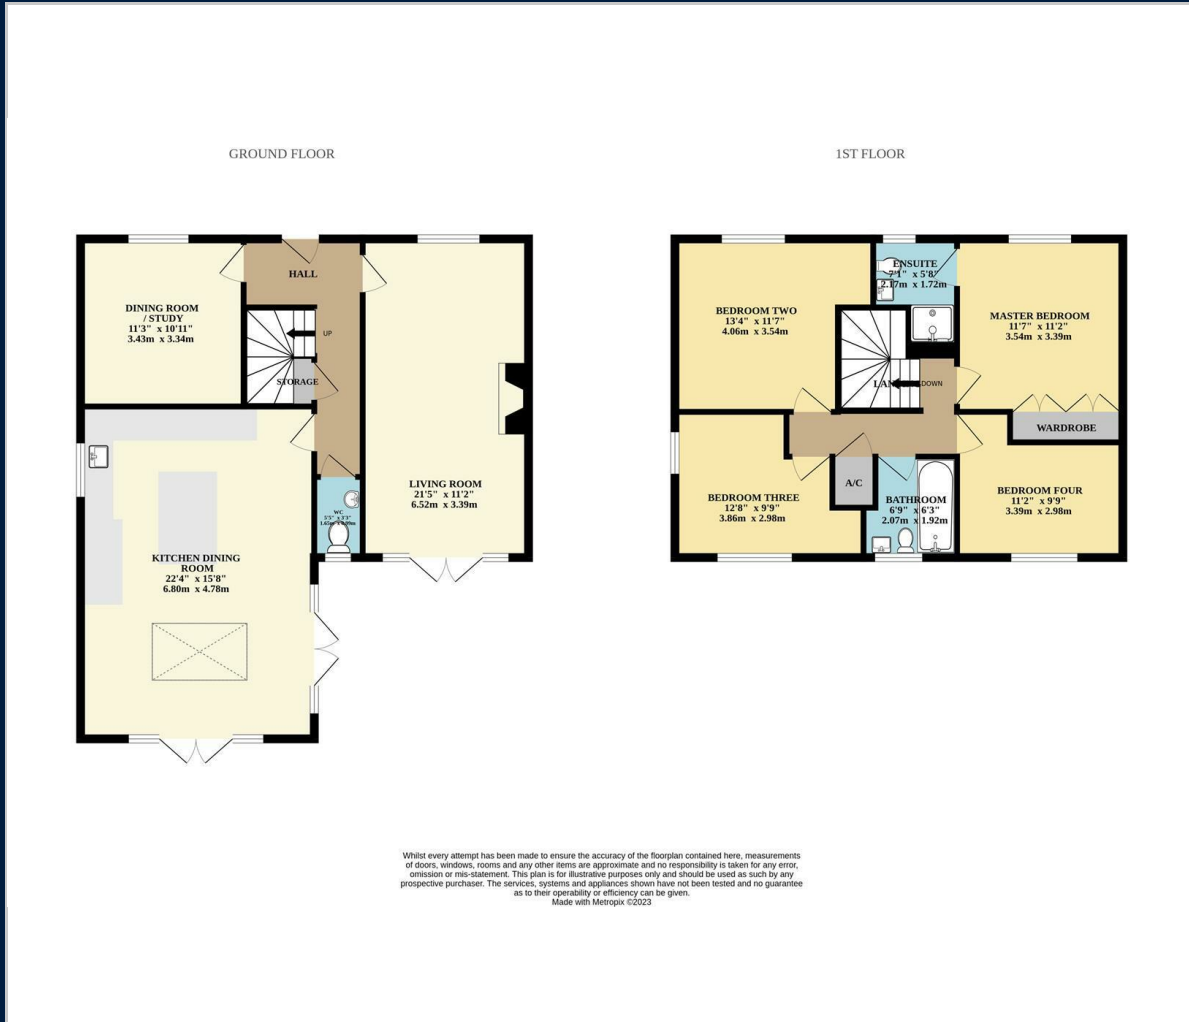 GROUND FLOOR
DINING ROOM
/ STUDY
11'3" x 10'11"
3.43m x 3.34m
HALL
UP
STORAGE
LIVING ROOM
21'5" x 11'2"
6.52m x 3.39m
WC
5'5" x 3'3"
KITCHEN DINING
ROOM
22'4" x 15'8"
6.80m x 4.78m
1ST FLOOR
BEDROOM TWO
13'4" x 11'7"
4.06m x 3.54m
ENSUITE
7'1" x 5'8"
2.17m x 1.72m
MASTER BEDROOM
11'7" x 11'2"
3.54m x 3.39m
DOWN
WARDROBE
BEDROOM THREE
12'8" x 9'9"
3.86m x 2.98m
A/C
BATHROOM
6'9" x 6'3"
2.07m x 1.92m
BEDROOM FOUR
11'2" x 9'9"
3.39m x 2.98m
Whilst every attempt has been made to ensure the accuracy of the floorplan contained here, measurements
of doors, windows, rooms and any other items are approximate and no responsibility is taken for any error,
omission or mis-statement. This plan is for illustrative purposes only and should be used as such by any
prospective purchaser. The services, systems and appliances shown have not been tested and no guarantee
as to their operability or efficiency can be given.
Made with Metropix ©2023